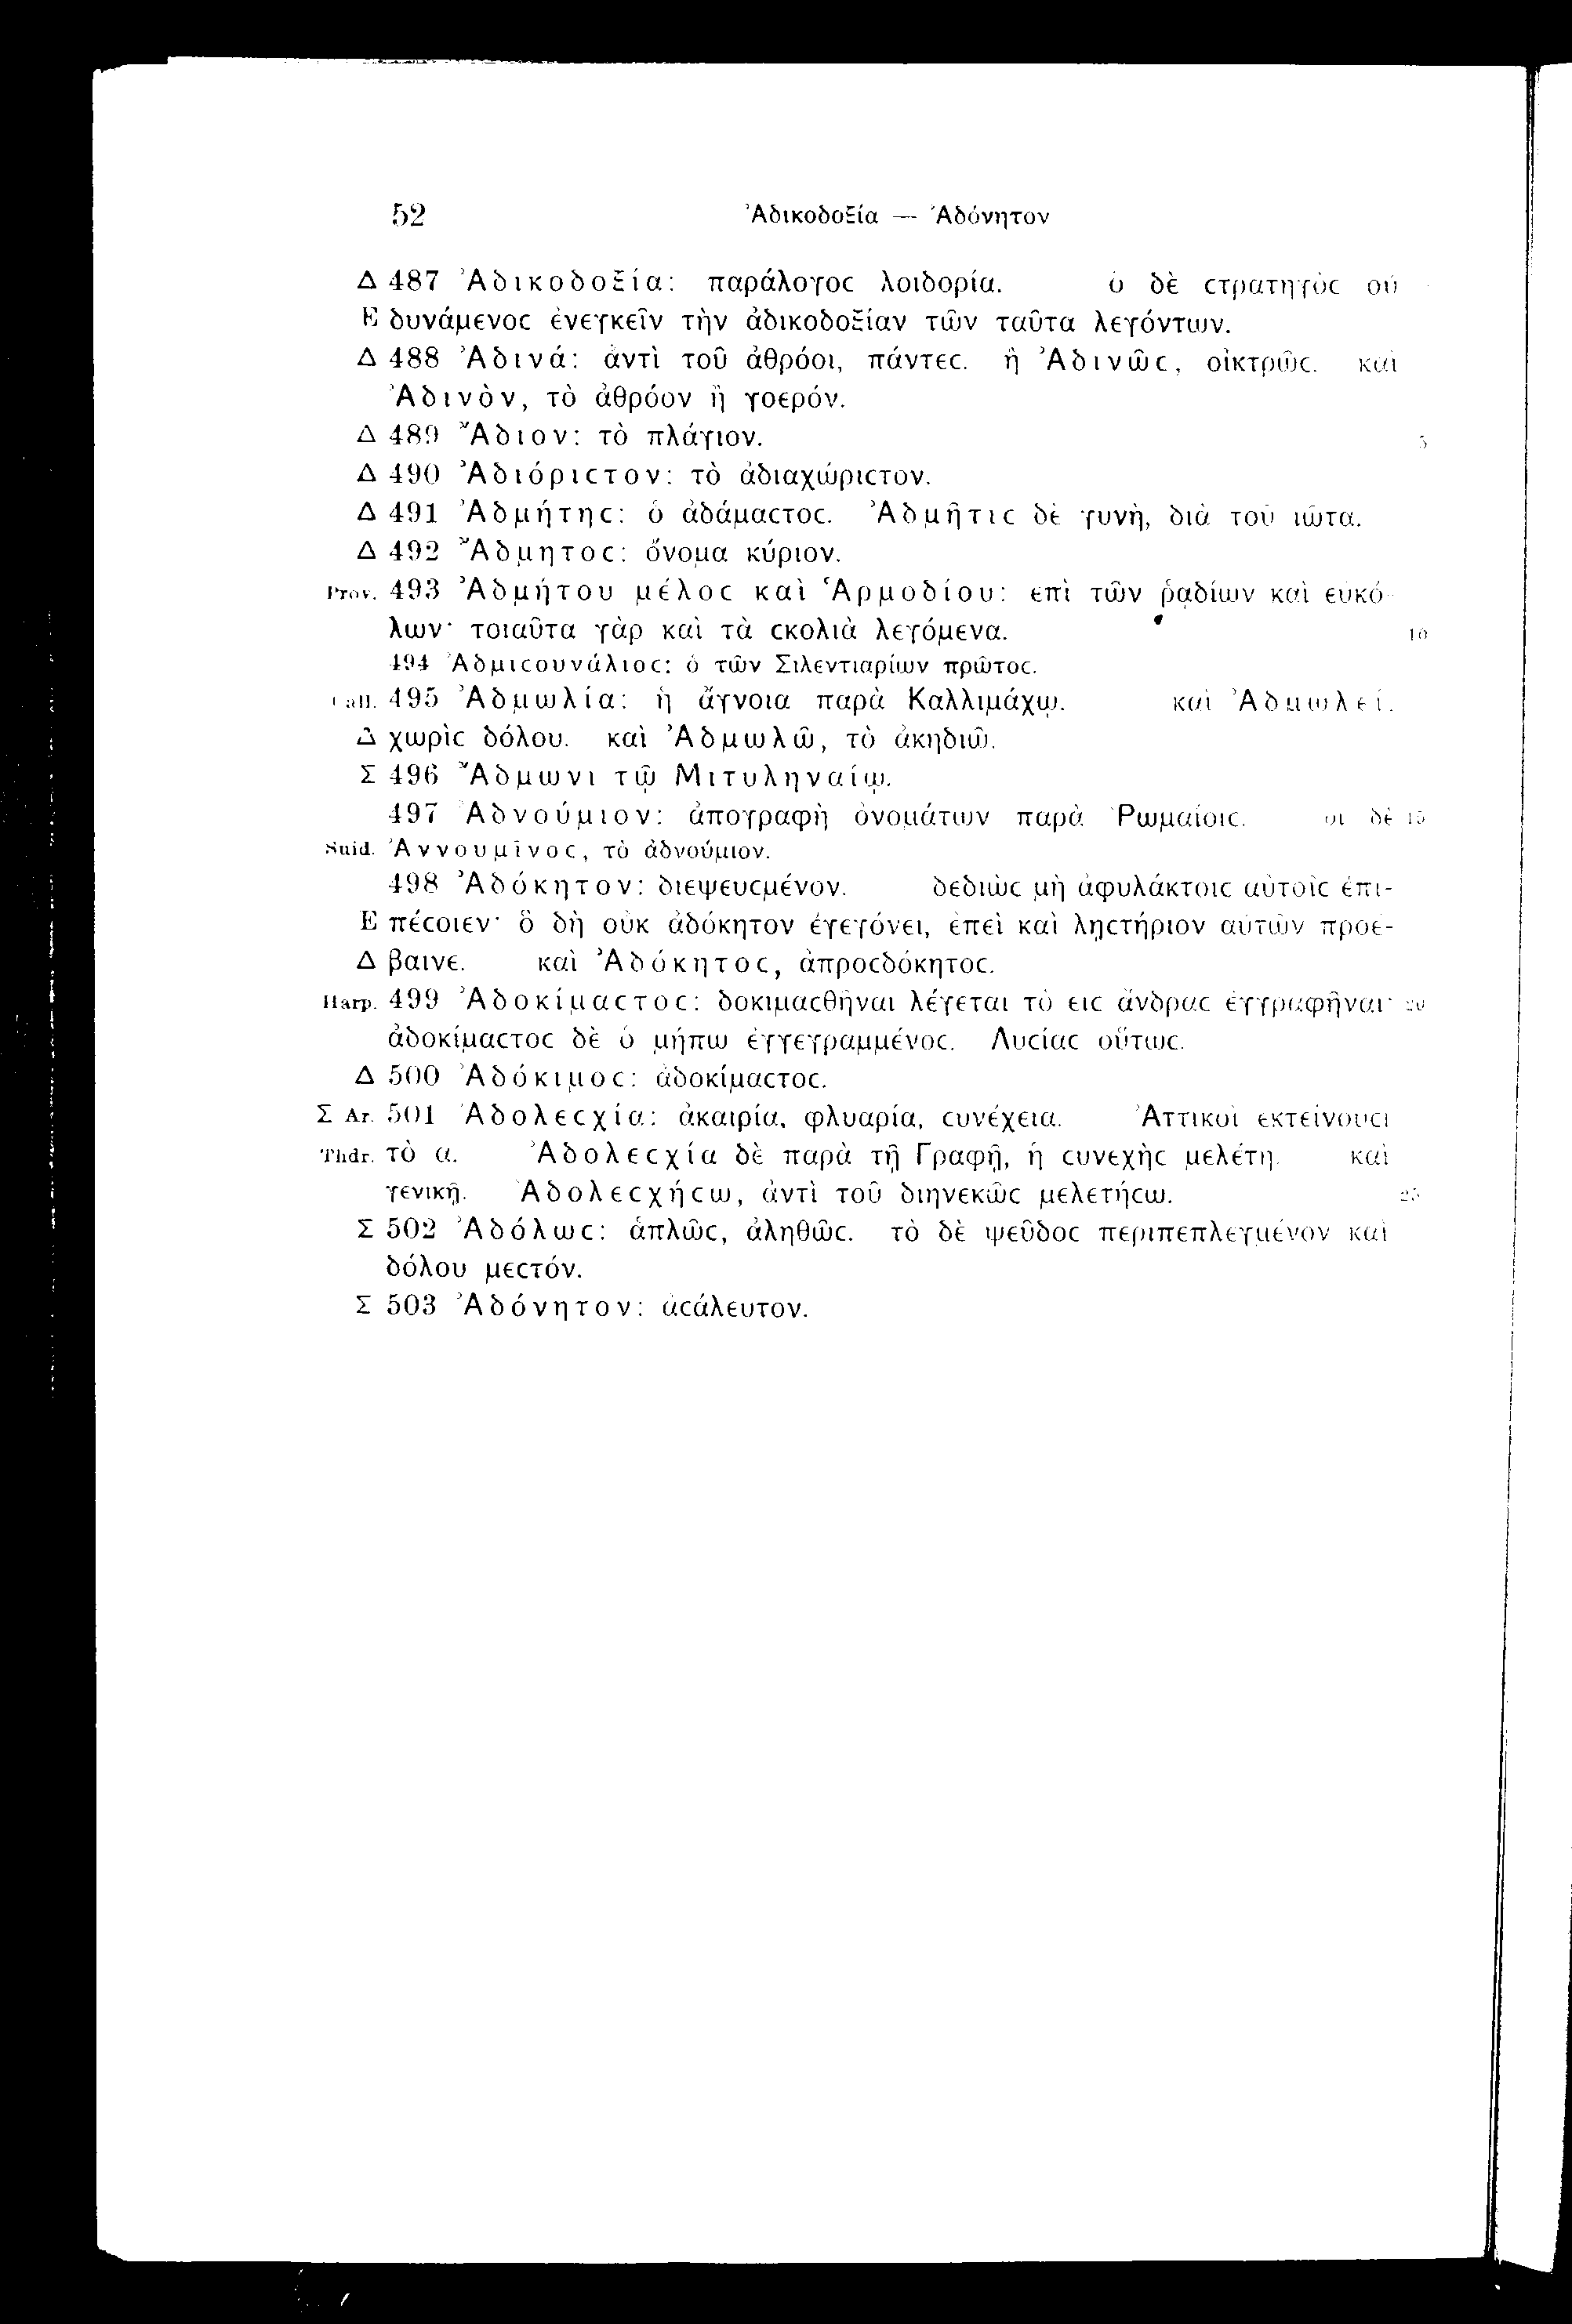 52 Ἀδικοδοξία — Ἀδόνητον
Δ 487 Ἀδικοδοξία: παράλογοϲ λοιδορία. ὁ δὲ ϲτρατηγὸϲ οὐ
E δυνάμενοϲ ἐνεγκεῖν τὴν ἀδικοδοξίαν τῶν ταῦτα λεγόντων.
Δ 488 Ἀδινά: ἀντὶ τοῦ ἀθρόοι, πάντεϲ. ἢ Ἀδινῶϲ, οἰκτρῶϲ. καὶ
Ἀδινὸν, τὸ ἀθρόον ἢ γοερόν.
Δ 489 Ἄδιον: τὸ πλάγιον. 5
Δ 490 Ἀδιόριϲτον: τὸ ἀδιαχώριϲτον.
Δ 491 Ἀδμήτηϲ: ὁ ἀδάμαϲτοϲ. Ἀδμῆτιϲ δὲ γυνὴ, διὰ τοῦ ἰῶτα.
Δ 492 Ἄδμητοϲ: ὄνομα κύριον.
Prov. 493 Ἀδμήτου μέλοϲ καὶ Ἁρμοδίου: ἐπὶ τῶν ῥᾳδίων καὶ εὐκό-
λων· τοιαῦτα γὰρ καὶ τὰ ϲκολιὰ λεγόμενα. 10
494 Ἀδμιϲουνάλιοϲ: ὁ τῶν Σιλεντιαρίων πρῶτοϲ.
Call. 495 Ἀδμωλία: ἡ ἄγνοια παρὰ Καλλιμάχῳ. καὶ Ἀδμωλεί,
Δ χωρὶϲ δόλου. καὶ Ἀδμωλῶ, τὸ ἀκηδιῶ.
Σ 496 Ἄδμωνι τῷ Μιτυληναίῳ.
497 Ἀδνούμιον: ἀπογραφὴ ὀνομάτων παρὰ Ῥωμαίοιϲ. οἱ δὲ 15
Suid. Ἀννουμῖνοϲ, τὸ ἀδνούμιον.
498 Ἀδόκητον: διεψευϲμένον. δεδιὼϲ μὴ ἀφυλάκτοιϲ αὐτοῖϲ ἐπι-
E πέϲοιεν· ὃ δὴ οὐκ ἀδόκητον ἐγεγόνει, ἐπεὶ καὶ λῃϲτήριον αὐτῶν προέ-
Δ βαινε. καὶ Ἀδόκητοϲ, ἀπροϲδόκητοϲ.
Harp. 499 Ἀδοκίμαϲτοϲ: δοκιμαϲθῆναι λέγεται τὸ εἰϲ ἄνδραϲ ἐγγραφῆναι· 20
ἀδοκίμαϲτοϲ δὲ ὁ μήπω ἐγγεγραμμένοϲ. Λυϲίαϲ οὕτωϲ.
Δ 500 Ἀδόκιμοϲ: ἀδοκίμαϲτοϲ.
Σ Ar. 501 Ἀδολεϲχία: ἀκαιρία, φλυαρία, ϲυνέχεια. Ἀττικοὶ ἐκτείνουϲι
Thdr. τὸ α. Ἀδολεϲχία δὲ παρὰ τῇ Γραφῇ, ἡ ϲυνεχὴϲ μελέτη. καὶ
γενικῇ. Ἀδολεϲχήϲω, ἀντὶ τοῦ διηνεκῶϲ μελετήϲω. 25
Σ 502 Ἀδόλωϲ: ἁπλῶϲ, ἀληθῶϲ. τὸ δὲ ψεῦδοϲ περιπεπλεγμένον καὶ
δόλου μεϲτόν.
Σ 503 Ἀδόνητον: ἀϲάλευτον.